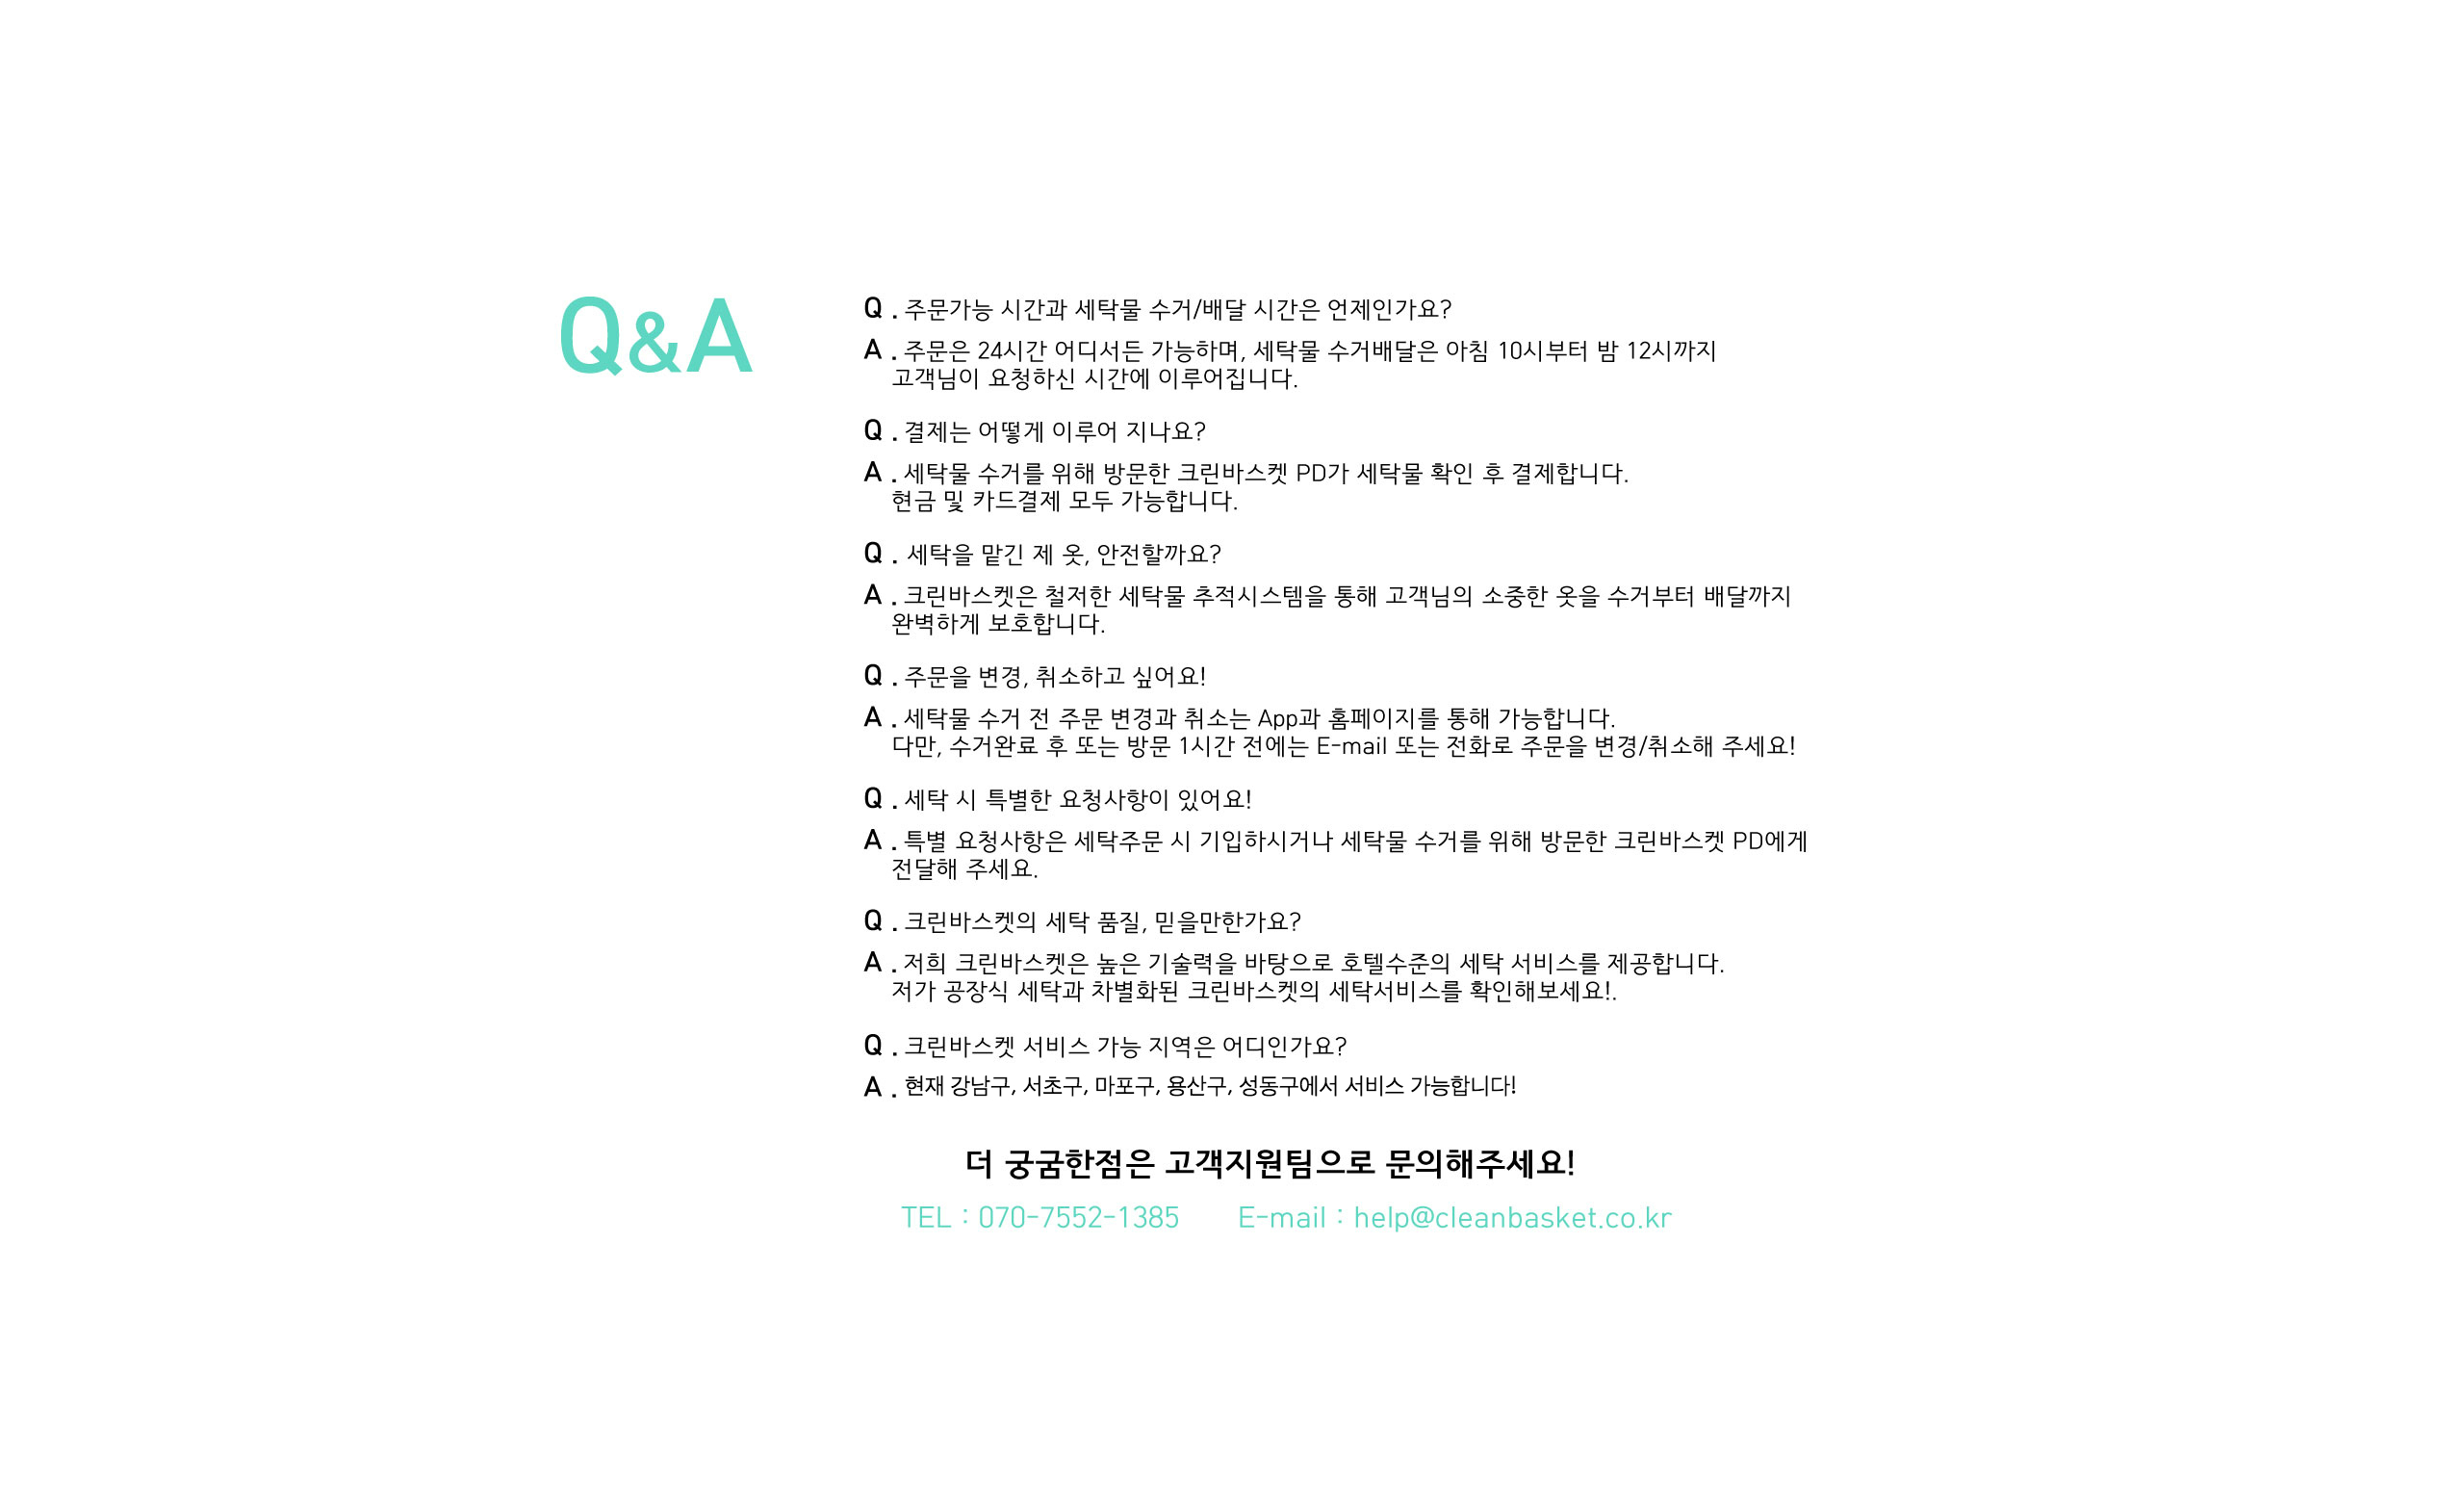 Q&A
Q . 주문가능 시간과 세탁물 수거/배달 시간은 언제인가요?
A . 주문은 24시간 어디서든 가능하며, 세탁물 수거배달은 아침 10시부터 밤 12시까지
고객님이 요청하신 시간에 이루어집니다.
Q . 결제는 어떻게 이루어 지나요?
A . 세탁물 수거를 위해 방문한 크린바스켓 PD가 세탁물 확인 후 결제합니다.
현금 및 카드결제 모두 가능합니다.
Q . 세탁을 맡긴 제 옷, 안전할까요?
A . 크린바스켓은 철저한 세탁물 추적시스템을 통해 고객님의 소중한 옷을 수거부터 배달까지
완벽하게 보호합니다.
Q . 주문을 변경, 취소하고 싶어요!
A . 세탁물 수거 전 주문 변경과 취소는 App과 홈페이지를 통해 가능합니다.
다만, 수거완료 후 또는 방문 1시간 전에는 E-mail 또는 전화로 주문을 변경/취소해 주세요!
Q . 세탁 시 특별한 요청사항이 있어요!
A . 특별 요청사항은 세탁주문 시 기입하시거나 세탁물 수거를 위해 방문한 크린바스켓 PD에게
전달해 주세요.
Q . 크린바스켓의 세탁 품질, 믿을만한가요?
A . 저희 크린바스켓은 높은 기술력을 바탕으로 호텔수준의 세탁 서비스를 제공합니다.
저가 공장식 세탁과 차별화된 크린바스켓의 세탁서비스를 확인해보세요!.
Q . 크린바스켓 서비스 가능 지역은 어디인가요?
A . 현재 강남구, 서초구, 마포구, 용산구, 성동구에서 서비스 가능합니다!
더 궁굼한점은 고객지원팀으로 문의해주세요!
TEL : 070-7552-1385 E-mail : help@cleanbasket.co.kr